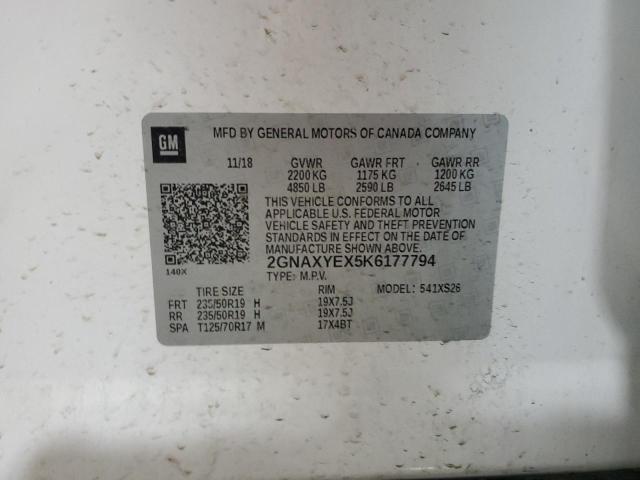 GM
MFD BY GENERAL MOTORS OF CANADA COMPANY
11/18 GVWR GAWR FRT GAWR RR
2200 KG 1175 KG 1200 KG
4850 LB 2590 LB 2645 LB
THIS VEHICLE CONFORMS TO ALL
APPLICABLE U.S. FEDERAL MOTOR
VEHICLE SAFETY AND THEFT PREVENTION
STANDARDS IN EFFECT ON THE DATE OF
MANUFACTURE SHOWN ABOVE.
140X
2GNAXYEX5K6177794
TYPE: M.P.V. MODEL: 541XS26
TIRE SIZE RIM
FRT 235/50R19 H 19X7.5J
RR 235/50R19 H 19X7.5J
SPA T125/70R17 M 17X4BT